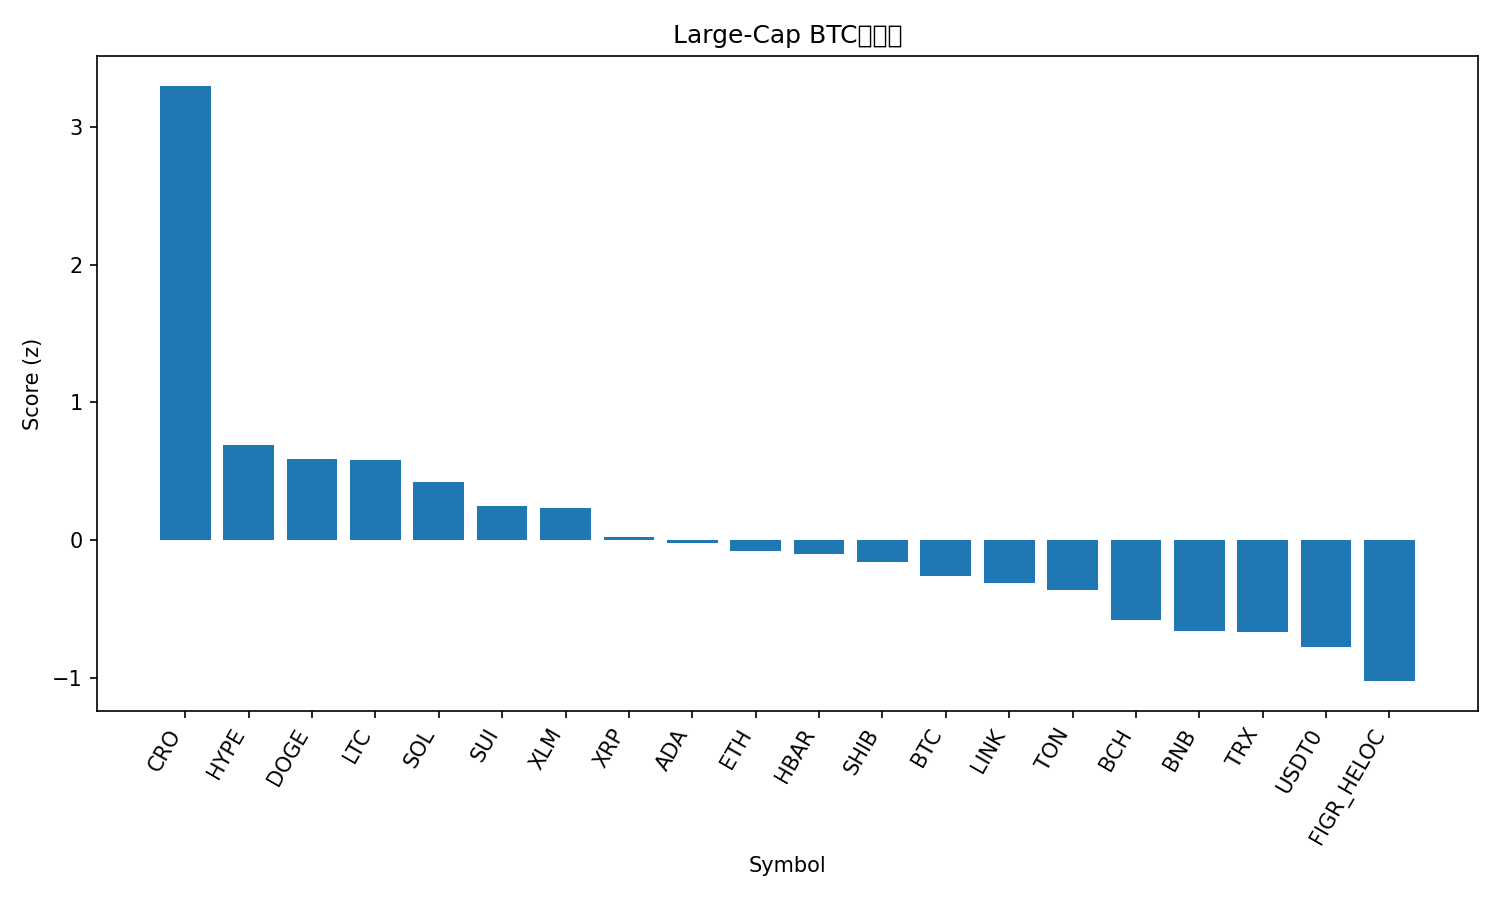 Large-Cap BTC
Score (z)
3
2
1
0
−1
CRO
HYPE
DOGE
LTC
SOL
SUI
XLM
XRP
ADA
ETH
HBAR
SHIB
BTC
LINK
TON
BCH
BNB
TRX
USDT0
FIGR_HELOC
Symbol